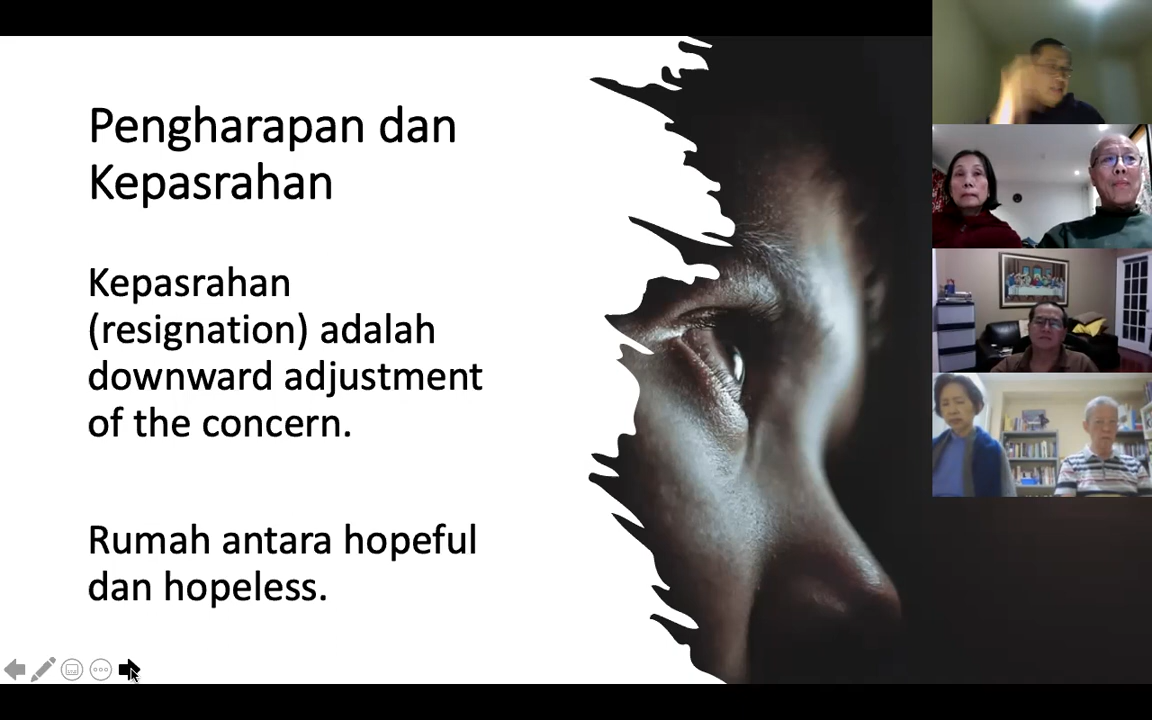 Pengharapan dan
Kepasrahan
Kepasrahan
(resignation) adalah
downward adjustment
of the concern.
Rumah antara hopeful
dan hopeless.